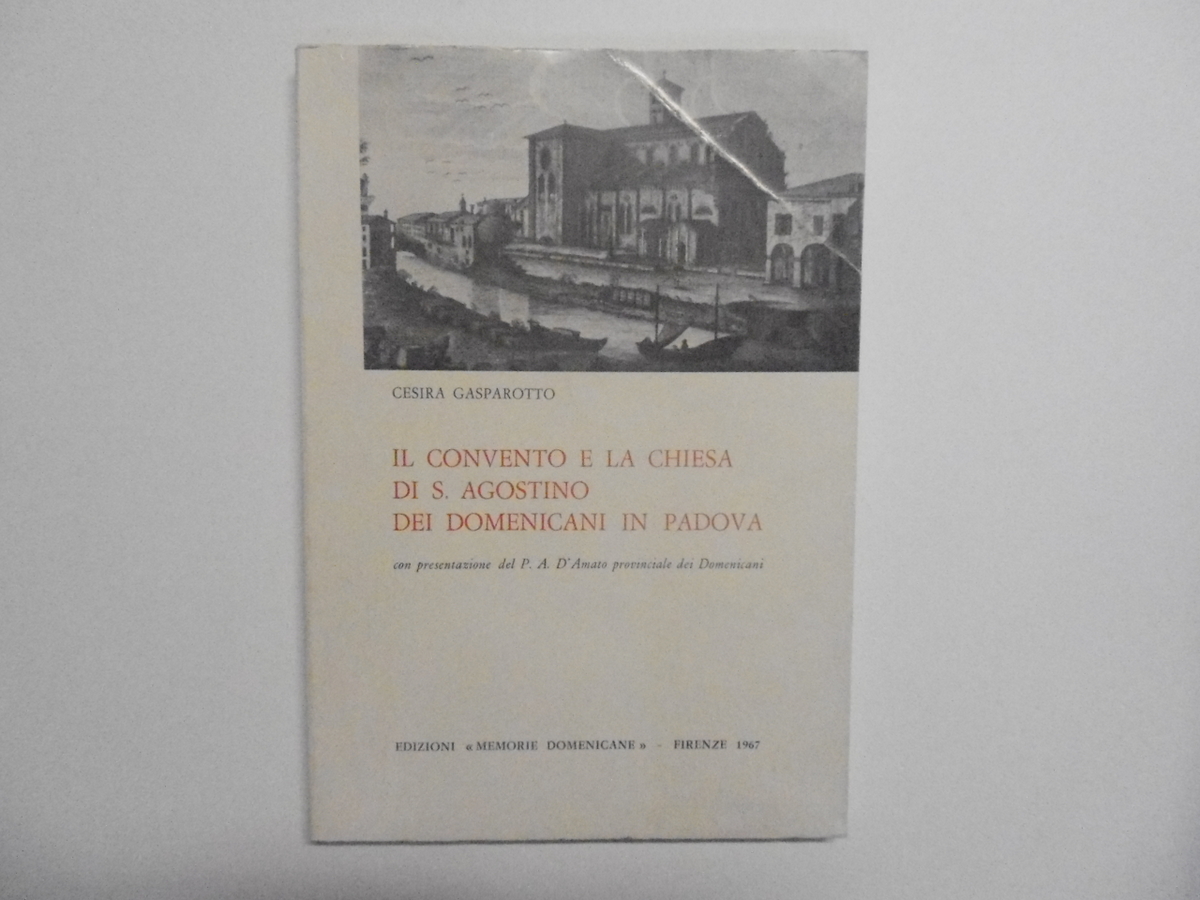 CESIRA GASPAROTTO
IL CONVENTO E LA CHIESA
DI S. AGOSTINO
DEI DOMENICANI IN PADOVA
con presentazione del P. A. D'Amato provinciale dei Domenicani
EDIZIONI « MEMORIE DOMENICANE » - FIRENZE 1967